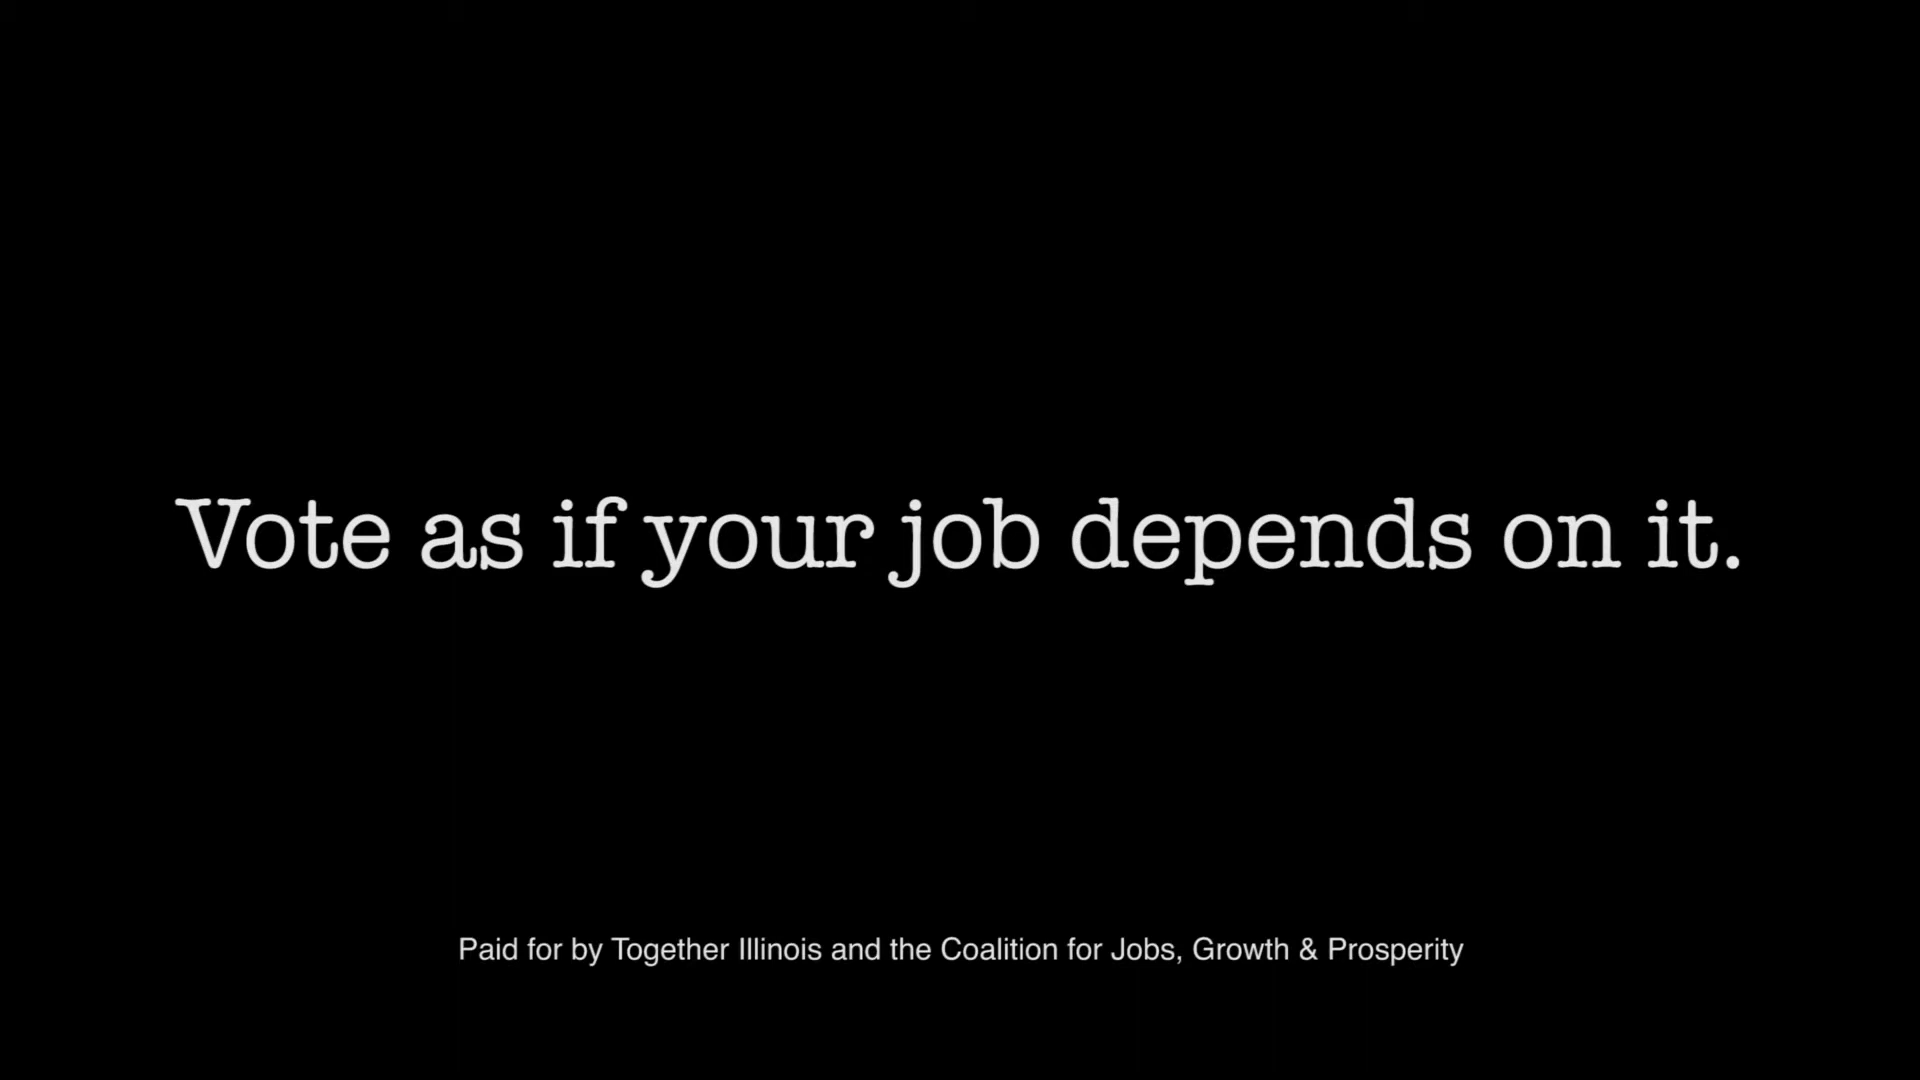 Vote as if your job depends on it.
Paid for by Together Illinois and the Coalition for Jobs, Growth & Prosperity